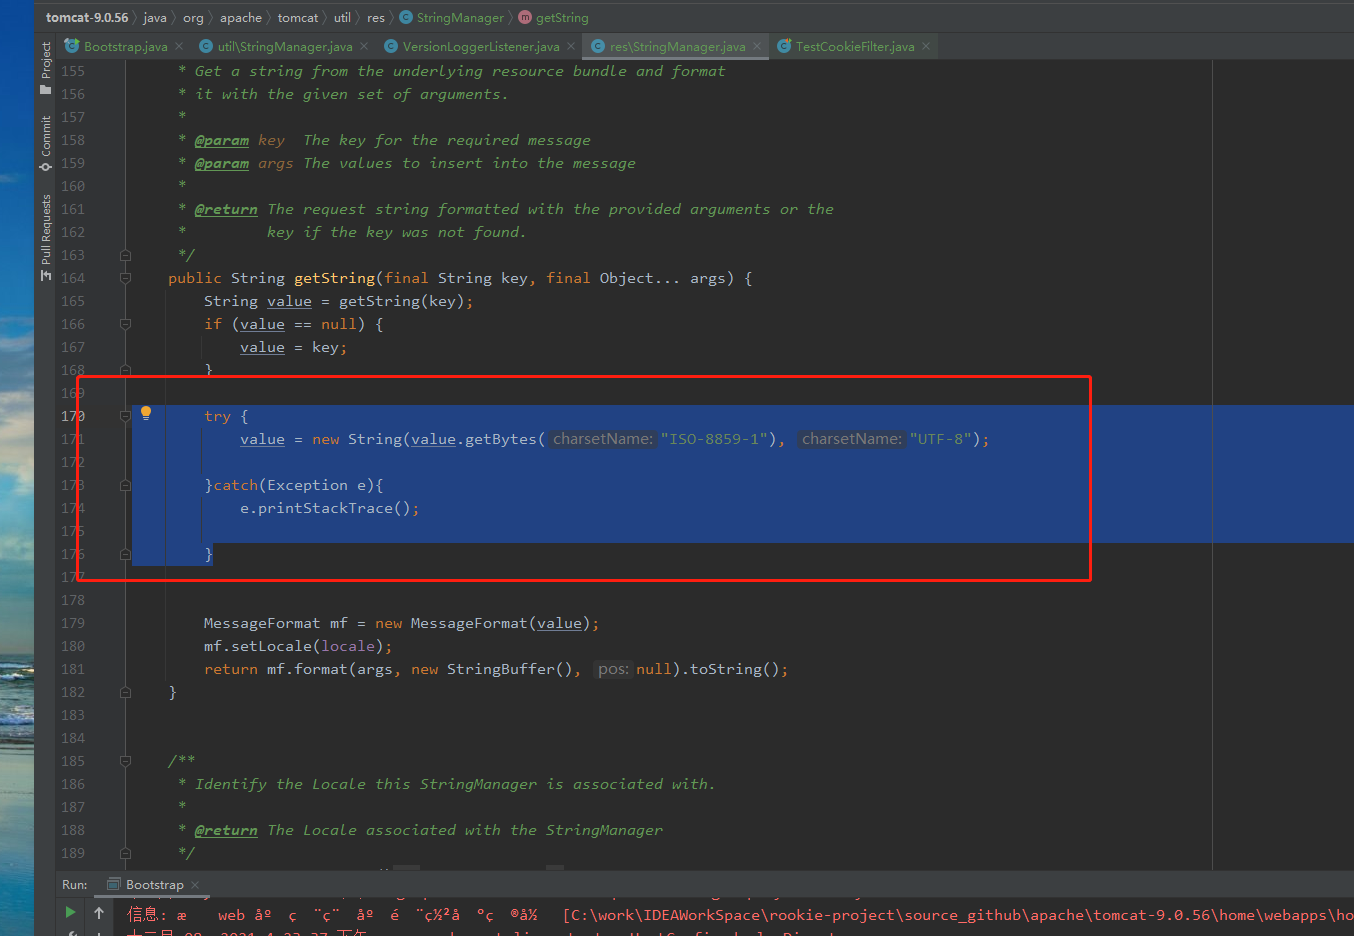 tomcat-9.0.56 〉 java 〉 org 〉 apache 〉 tomcat 〉 util 〉 res 〉 StringManager 〉 getString
Bootstrap.java × util\StringManager.java × VersionLoggerListener.java × res\StringManager.java × TestCookieFilter.java ×
Project
Commit
Pull Requests
155 * Get a string from the underlying resource bundle and format
156 * it with the given set of arguments.
157 *
158 * @param key  The key for the required message
159 * @param args The values to insert into the message
160 *
161 * @return The request string formatted with the provided arguments or the
162 *         key if the key was not found.
163 */
164 public String getString(final String key, final Object... args) {
165 String value = getString(key);
166 if (value == null) {
167 value = key;
168 }
169
170 try {
171 value = new String(value.getBytes( charsetName: "ISO-8859-1"), charsetName: "UTF-8");
172
173 }catch(Exception e){
174 e.printStackTrace();
175
176 }
177
178
179 MessageFormat mf = new MessageFormat(value);
180 mf.setLocale(locale);
181 return mf.format(args, new StringBuffer(), pos: null).toString();
182 }
183
184
185 /**
186 * Identify the Locale this StringManager is associated with.
187 *
188 * @return The Locale associated with the StringManager
189 */
Run: Bootstrap ×
信息: æ web åº ç ¨ç¨ åº é ¨ç½²å °ç ®å½ [C:\work\IDEAWorkSpace\rookie-project\source_github\apache\tomcat-9.0.56\home\webapps\ho